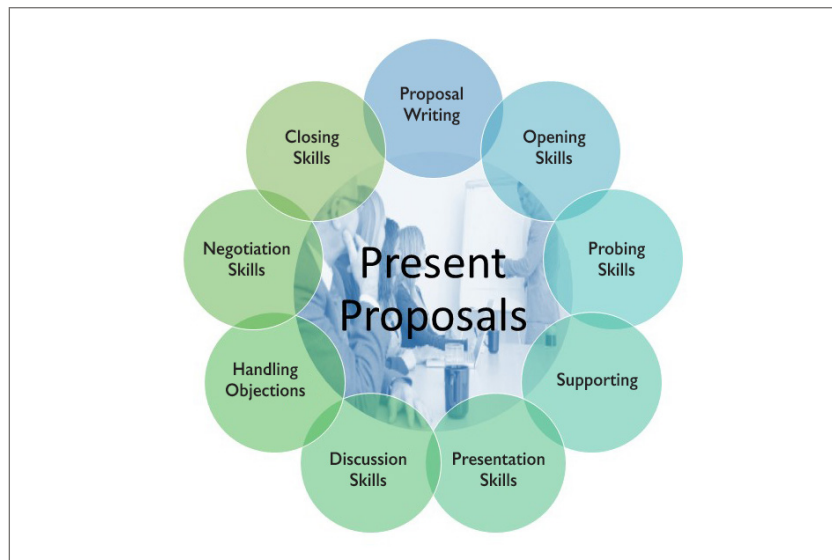 Proposal
Writing
Opening
Skills
Probing
Skills
Supporting
Presentation
Skills
Discussion
Skills
Handling
Objections
Negotiation
Skills
Closing
Skills
Present
Proposals